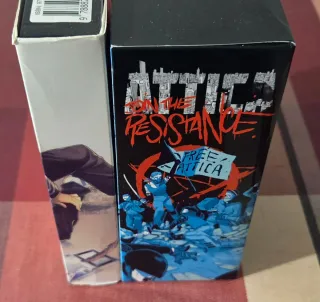 ATTICA
JOIN THE
RESISTANCE.
FREE
ATTICA